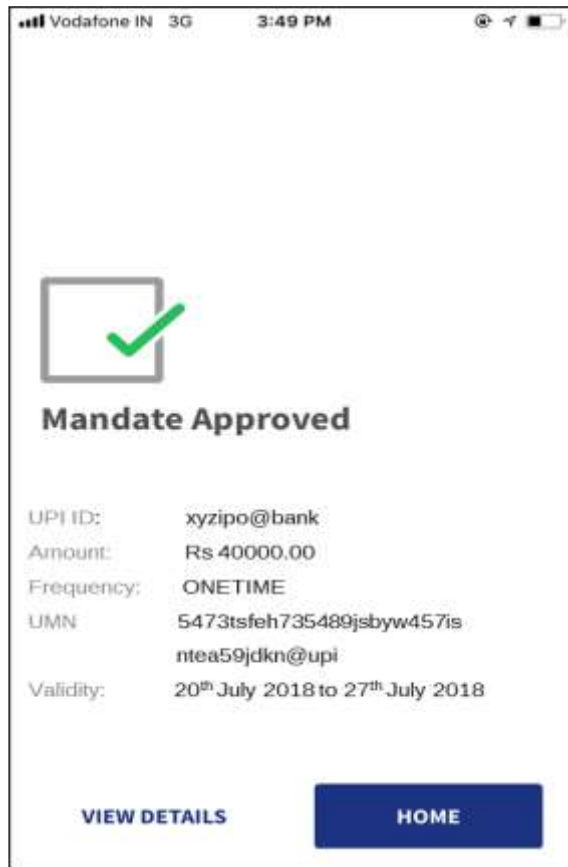 Vodafone IN 3G 3:49 PM
Mandate Approved
UPI ID: xyzipo@bank
Amount: Rs 40000.00
Frequency: ONETIME
UMN 5473tsfeh735489jsbyw457is
ntea59jdkn@upi
Validity: 20th July 2018 to 27th July 2018
VIEW DETAILS HOME